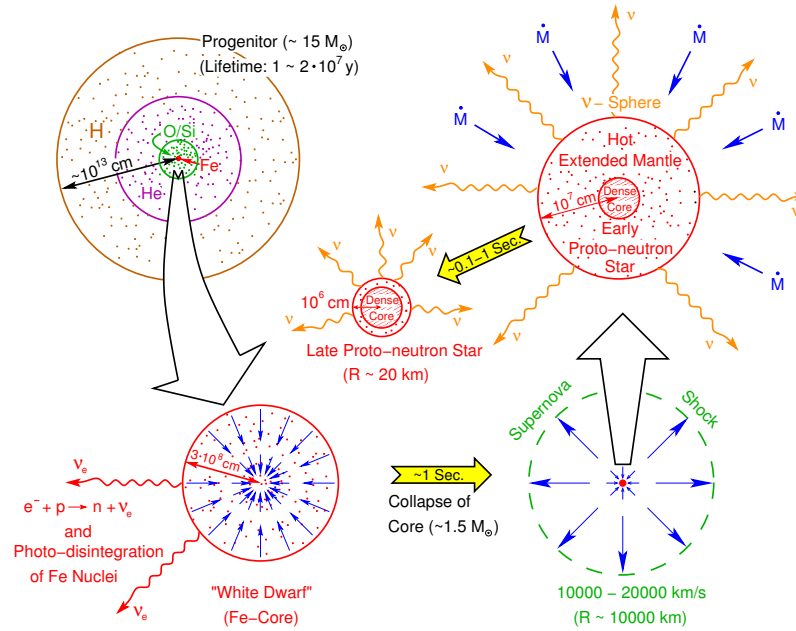 Progenitor (~ 15 M⊙)
(Lifetime: 1 ~ 2·10⁷ y)
H
O/Si
Fe
He
~10¹³ cm
ν
ν
ν
ν
ν
ν
ν
ν
Ṁ
Ṁ
Ṁ
Ṁ
Ṁ
ν−Sphere
Hot
Extended Mantle
Dense
Core
10⁷ cm
Early
Proto−neutron
Star
~0.1−1 Sec.
ν
ν
ν
ν
ν
10⁶ cm
Dense
Core
Late Proto−neutron Star
(R ~ 20 km)
3·10⁸cm
νₑ
e⁻ + p → n + νₑ
and
Photo−disintegration
of Fe Nuclei
νₑ
"White Dwarf"
(Fe−Core)
~1 Sec.
Collapse of
Core (~1.5 M⊙)
Supernova
Shock
10000 − 20000 km/s
(R ~ 10000 km)